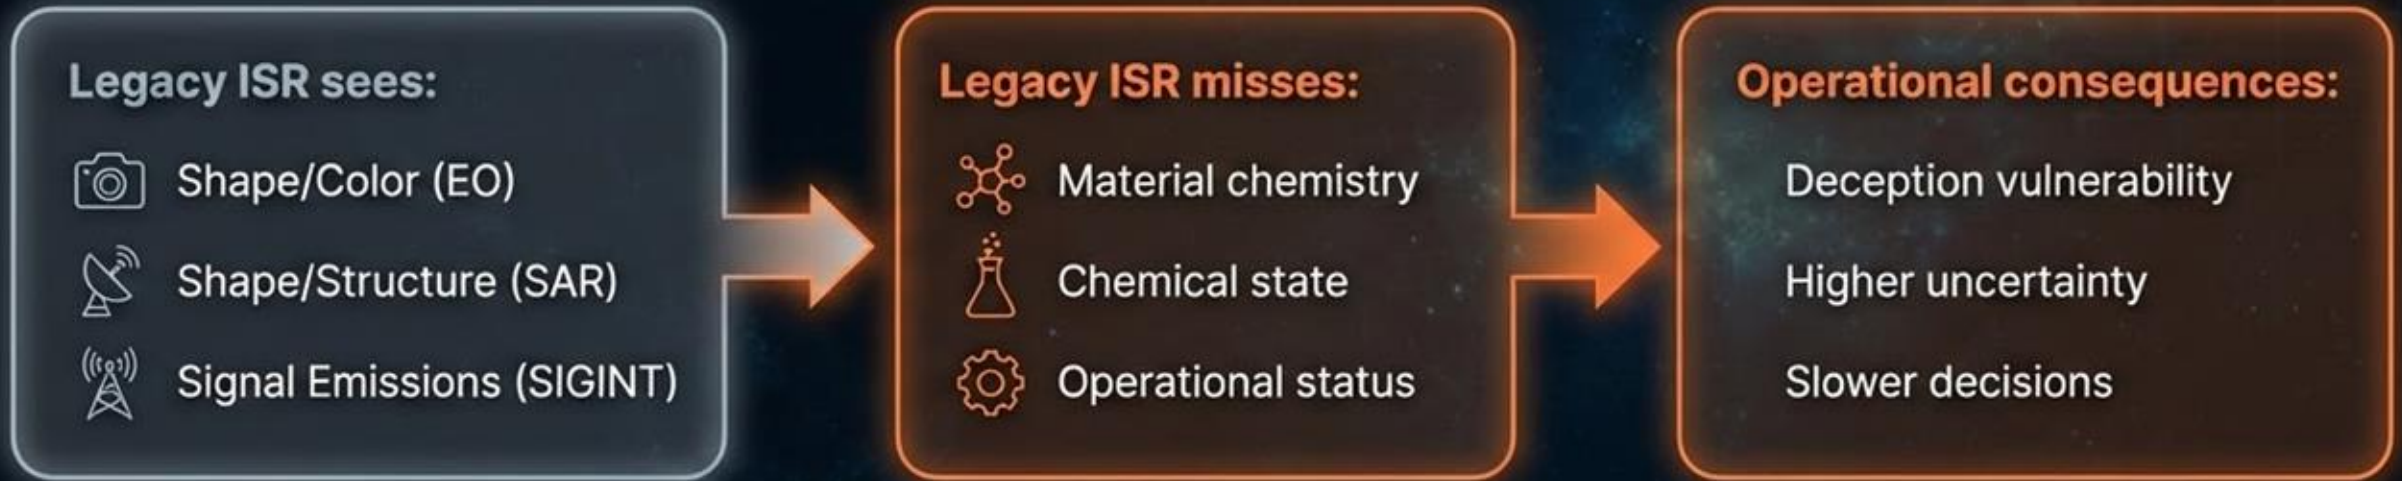 Legacy ISR sees:
Shape/Color (EO)
Shape/Structure (SAR)
Signal Emissions (SIGINT)
Legacy ISR misses:
Material chemistry
Chemical state
Operational status
Operational consequences:
Deception vulnerability
Higher uncertainty
Slower decisions